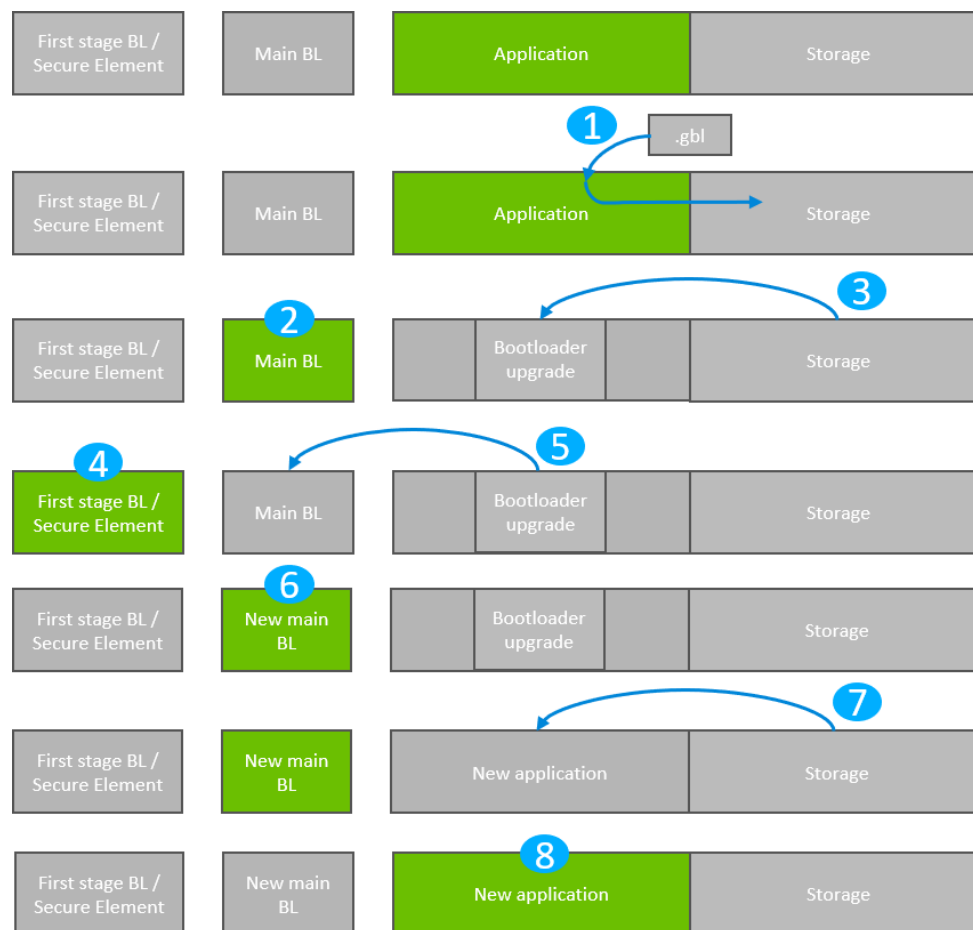 First stage BL /
Secure Element
Main BL
Application
Storage
1
.gbl
First stage BL /
Secure Element
Main BL
Application
Storage
2
3
First stage BL /
Secure Element
Main BL
Bootloader
upgrade
Storage
4
5
First stage BL /
Secure Element
Main BL
Bootloader
upgrade
Storage
6
First stage BL /
Secure Element
New main
BL
Bootloader
upgrade
Storage
7
First stage BL /
Secure Element
New main
BL
New application
Storage
8
First stage BL /
Secure Element
New main
BL
New application
Storage